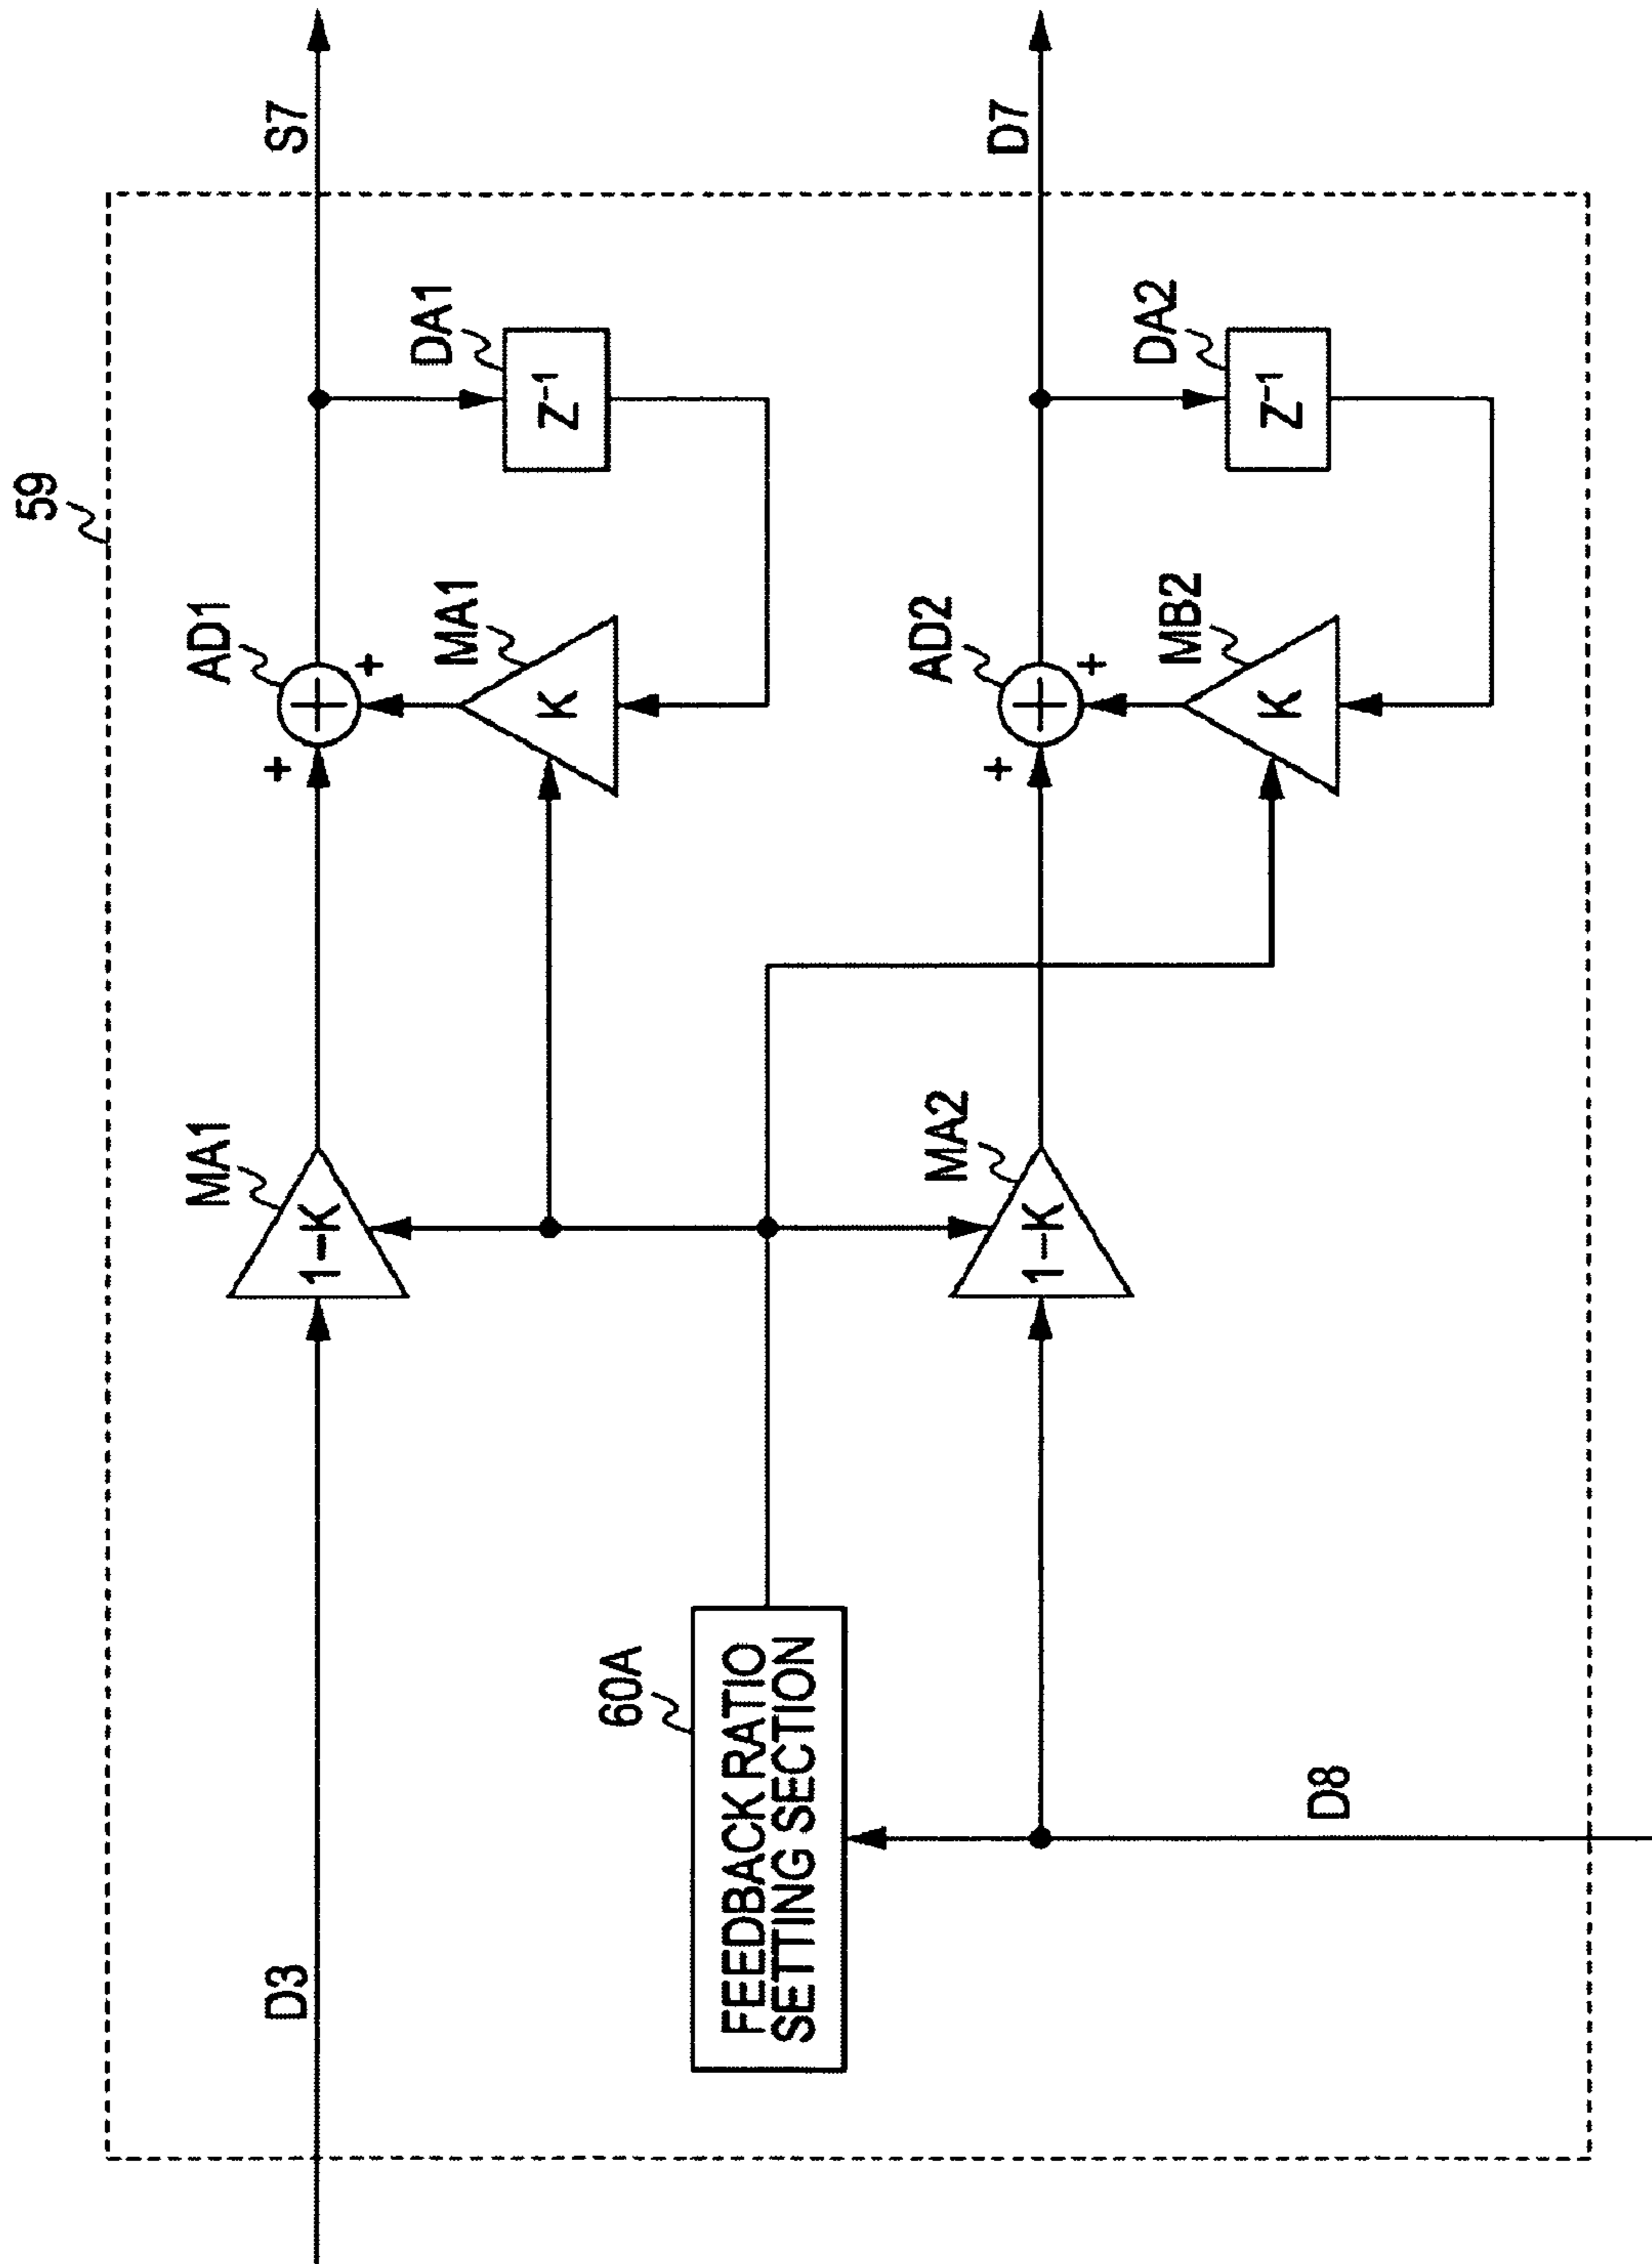 59
D3
S7
MA1
1-K
AD1
+
+
MA1
K
DA1
Z⁻¹
60A
FEEDBACK RATIO
SETTING SECTION
D8
MA2
1-K
AD2
+
+
MB2
K
DA2
Z⁻¹
D7